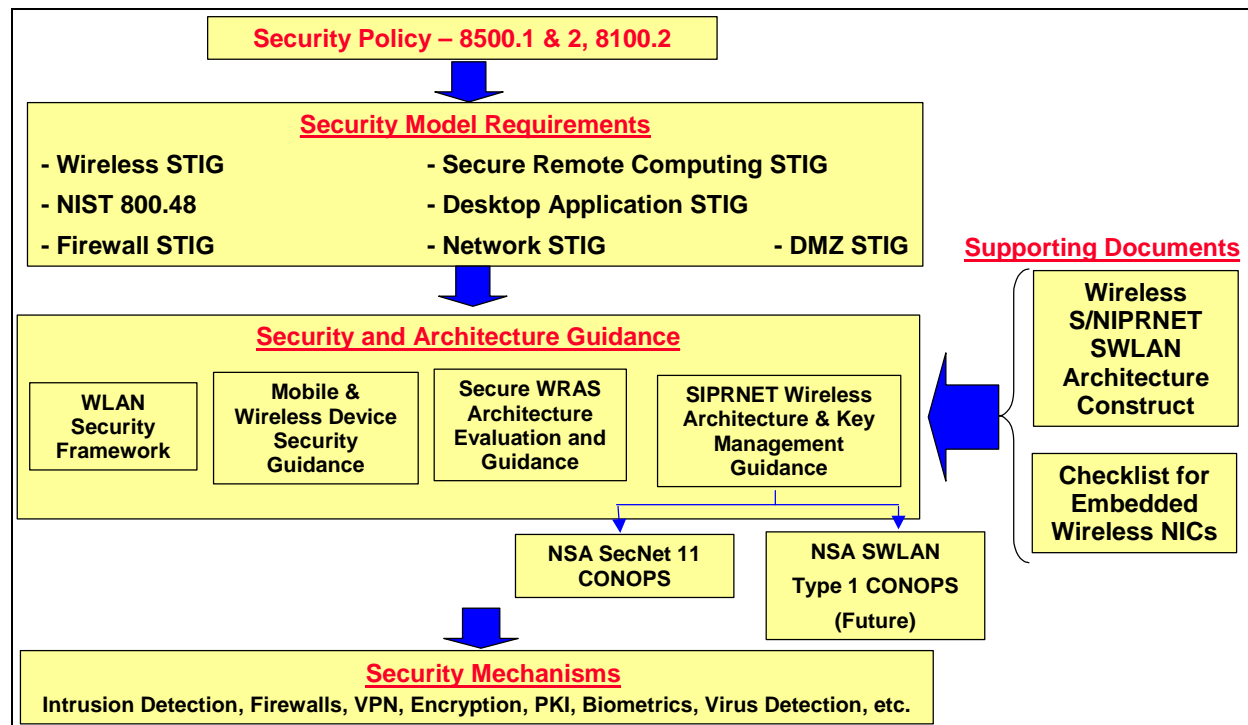 Security Policy – 8500.1 & 2, 8100.2
Security Model Requirements
- Wireless STIG
- Secure Remote Computing STIG
- NIST 800.48
- Desktop Application STIG
- Firewall STIG
- Network STIG
- DMZ STIG
Supporting Documents
Wireless
S/NIPRNET
SWLAN
Architecture
Construct
Checklist for
Embedded
Wireless NICs
Security and Architecture Guidance
WLAN
Security
Framework
Mobile &
Wireless Device
Security
Guidance
Secure WRAS
Architecture
Evaluation and
Guidance
SIPRNET Wireless
Architecture & Key
Management
Guidance
NSA SecNet 11
CONOPS
NSA SWLAN
Type 1 CONOPS
(Future)
Security Mechanisms
Intrusion Detection, Firewalls, VPN, Encryption, PKI, Biometrics, Virus Detection, etc.